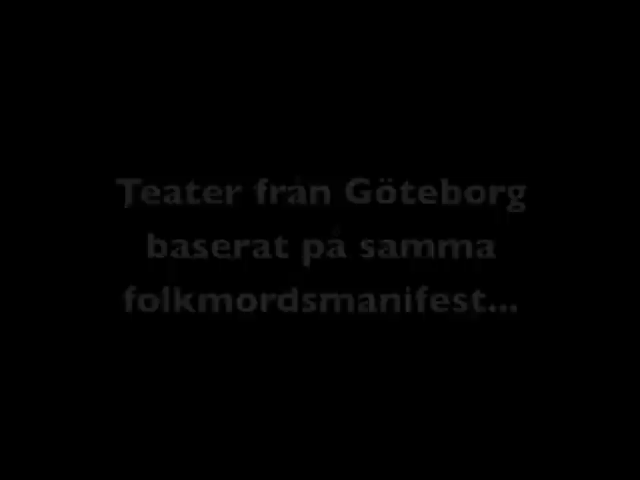 Teater från Göteborg
baserat på samma
folkmordsmanifest...